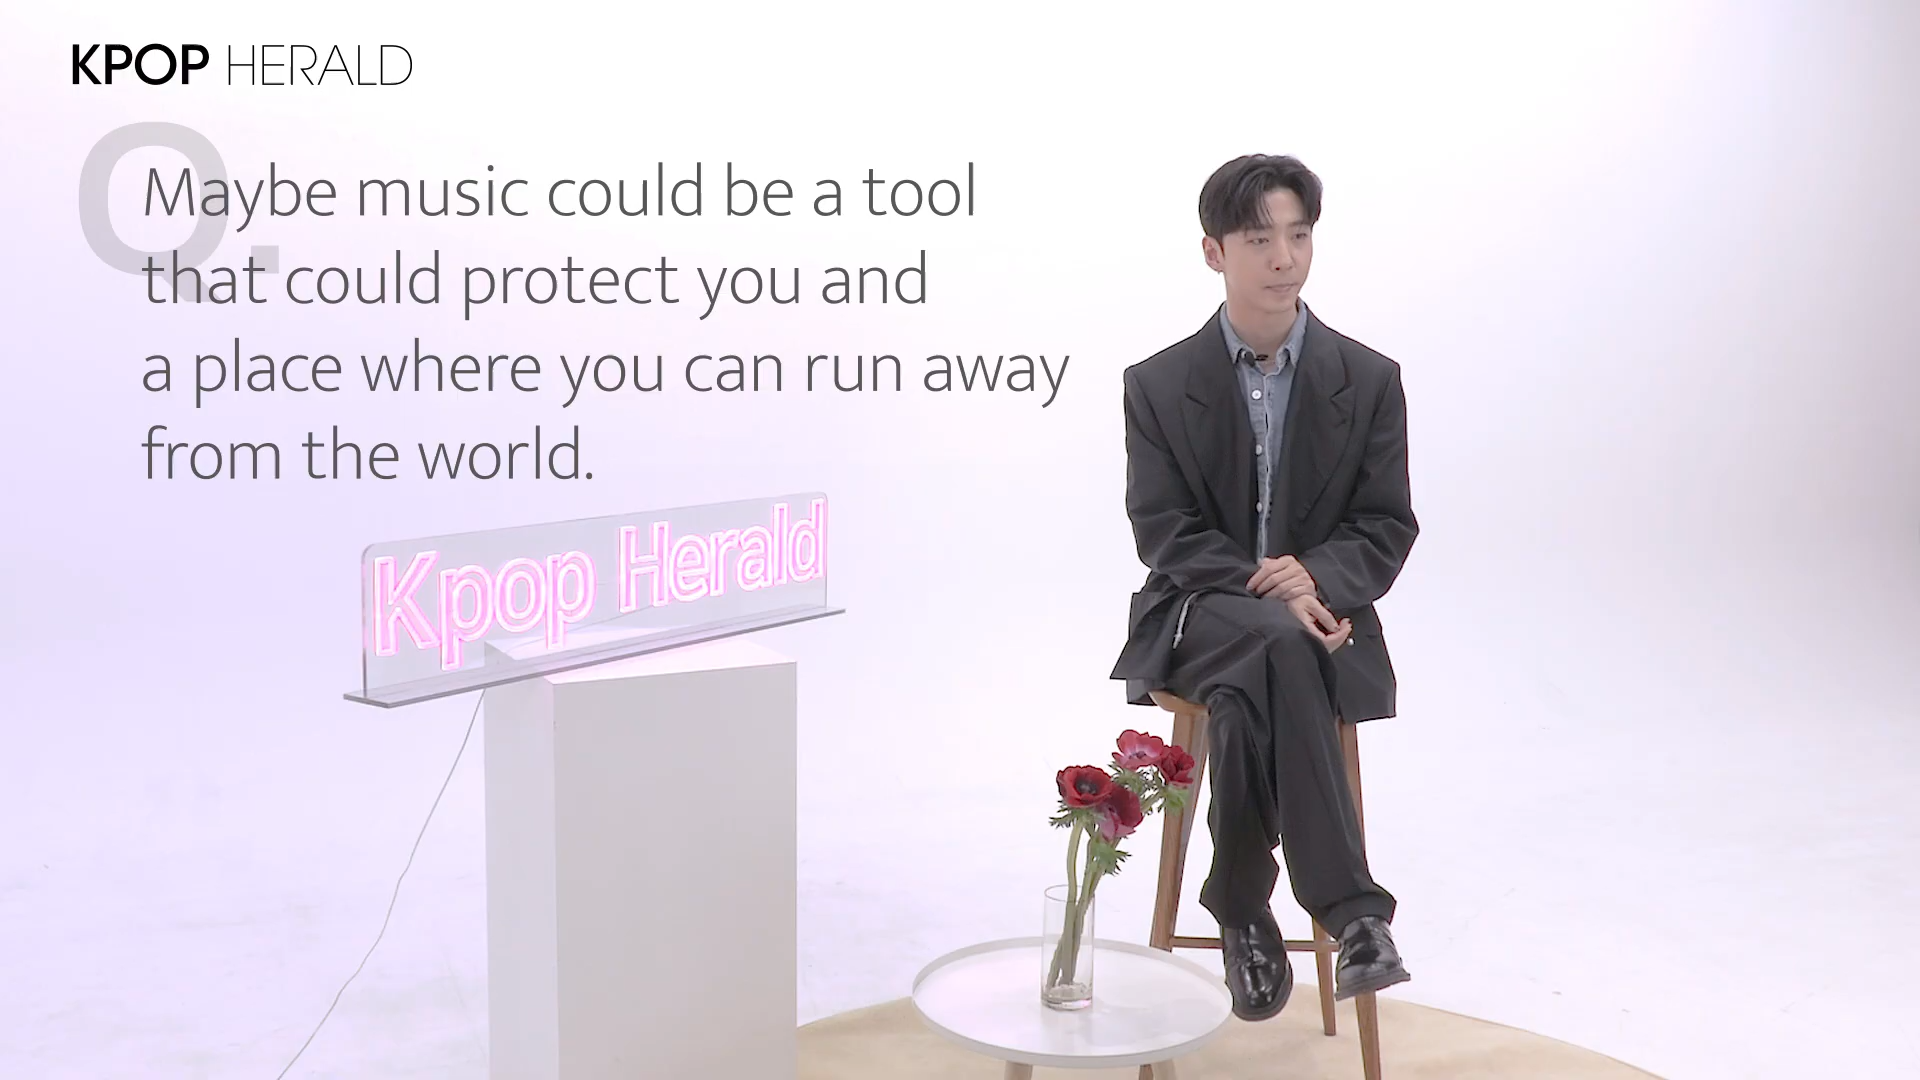 KPOP HERALD
Q.
Maybe music could be a tool
that could protect you and
a place where you can run away
from the world.
Kpop Herald